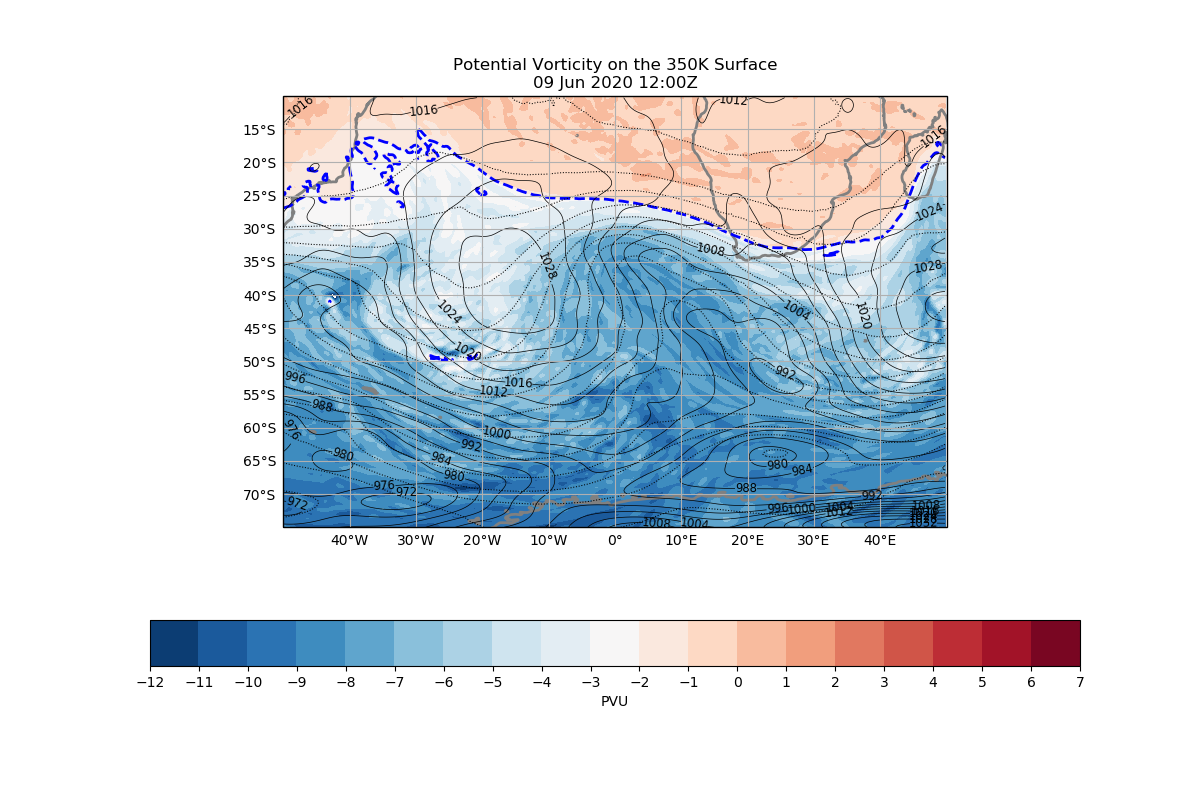 Potential Vorticity on the 350K Surface
09 Jun 2020 12:00Z
1016 1016 1012
15°S 1016
20°S
25°S
1024
30°S
1008
35°S 1028 1028
40°S
1024 1004 1020
45°S
1020
50°S
996 1016 992
1012
55°S
988
60°S 976 1000
992
980 984
65°S 980 984
980
976 972 988 992
70°S
972 996 1000 1004 1008
1012
1008 1004
40°W 30°W 20°W 10°W 0° 10°E 20°E 30°E 40°E
−12 −11 −10 −9 −8 −7 −6 −5 −4 −3 −2 −1 0 1 2 3 4 5 6 7
PVU